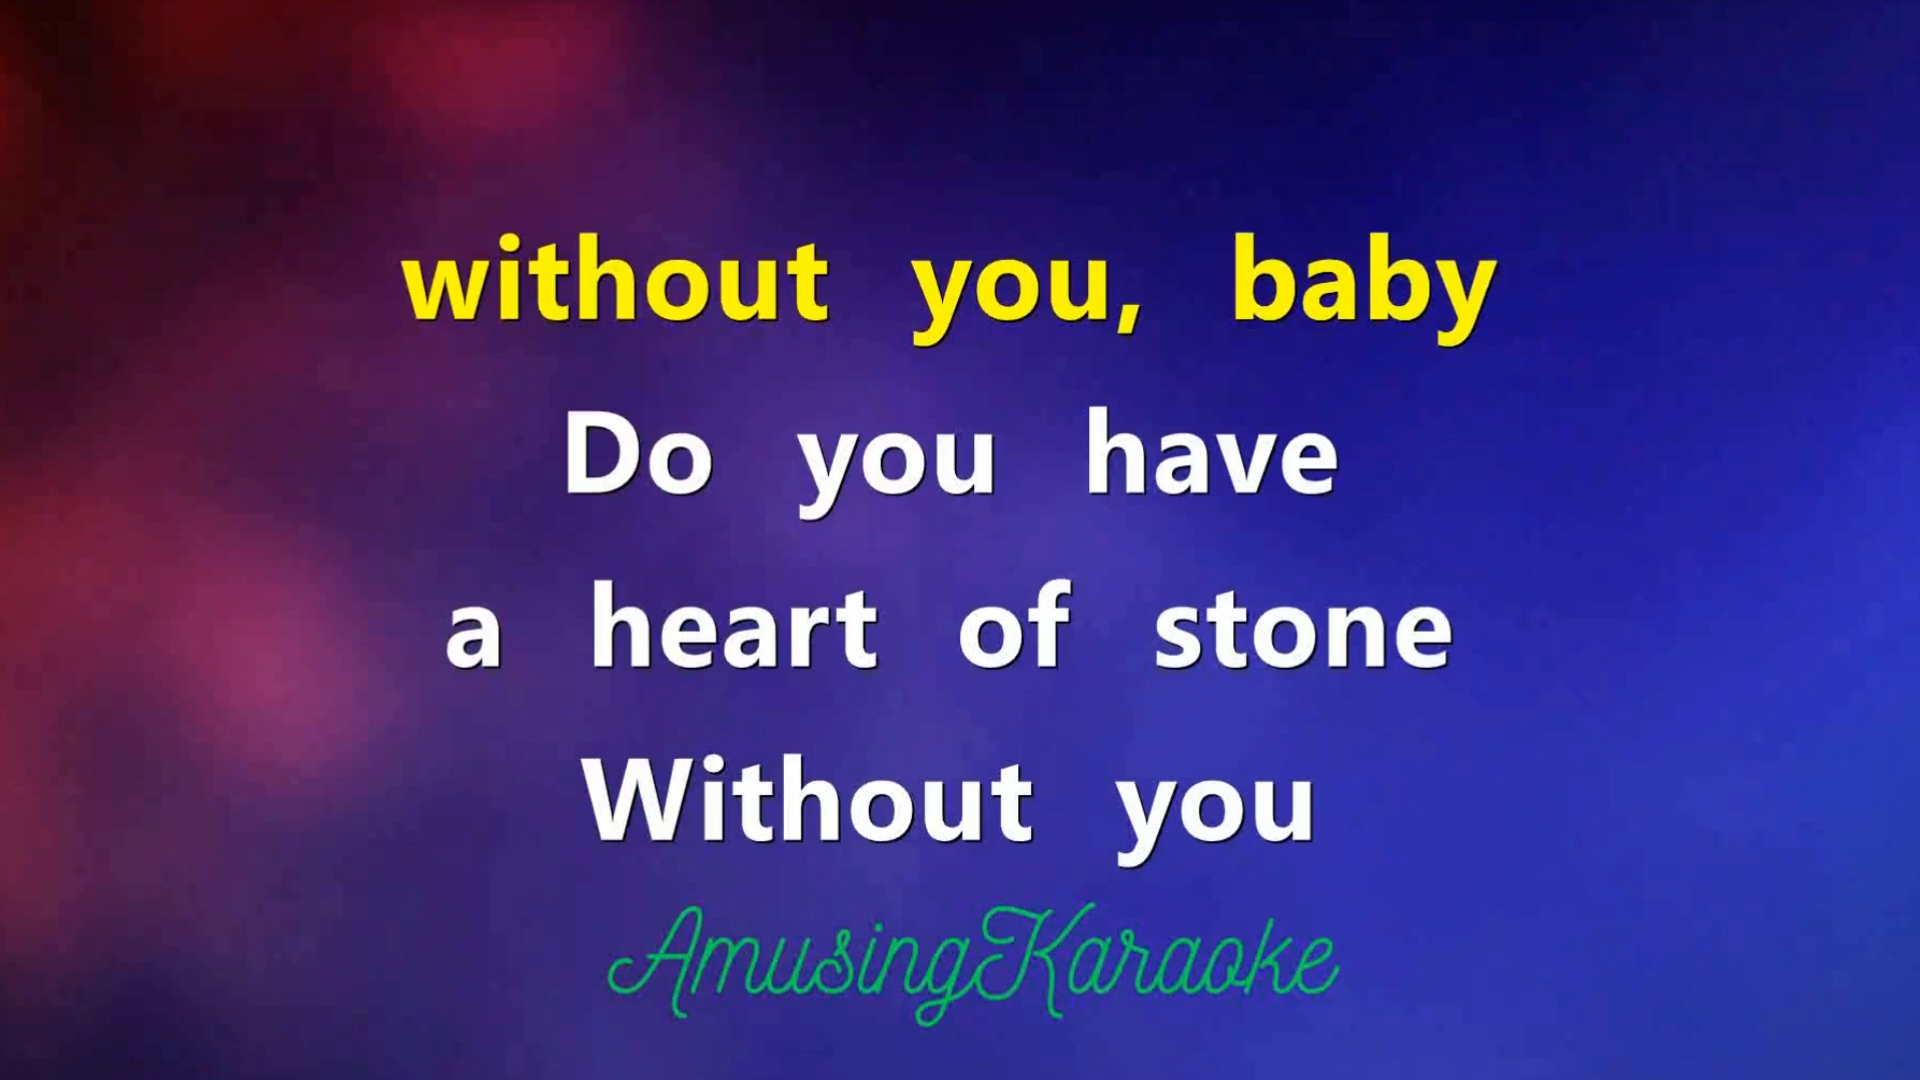 without you, baby
Do you have
a heart of stone
Without you
AmusingKaraoke